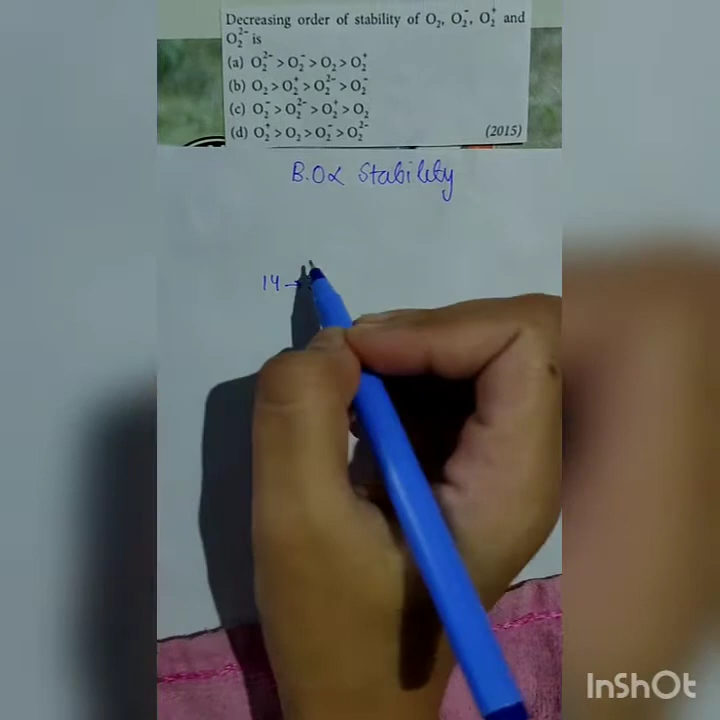 Decreasing order of stability of O₂, O₂⁻, O₂⁺ and
O₂²⁻ is
(a) O₂²⁻ > O₂⁻ > O₂ > O₂⁺
(b) O₂ > O₂⁺ > O₂²⁻ > O₂⁻
(c) O₂⁻ > O₂²⁻ > O₂⁺ > O₂
(d) O₂⁺ > O₂ > O₂⁻ > O₂²⁻ (2015)
B.O α Stability
14 →
InShOt